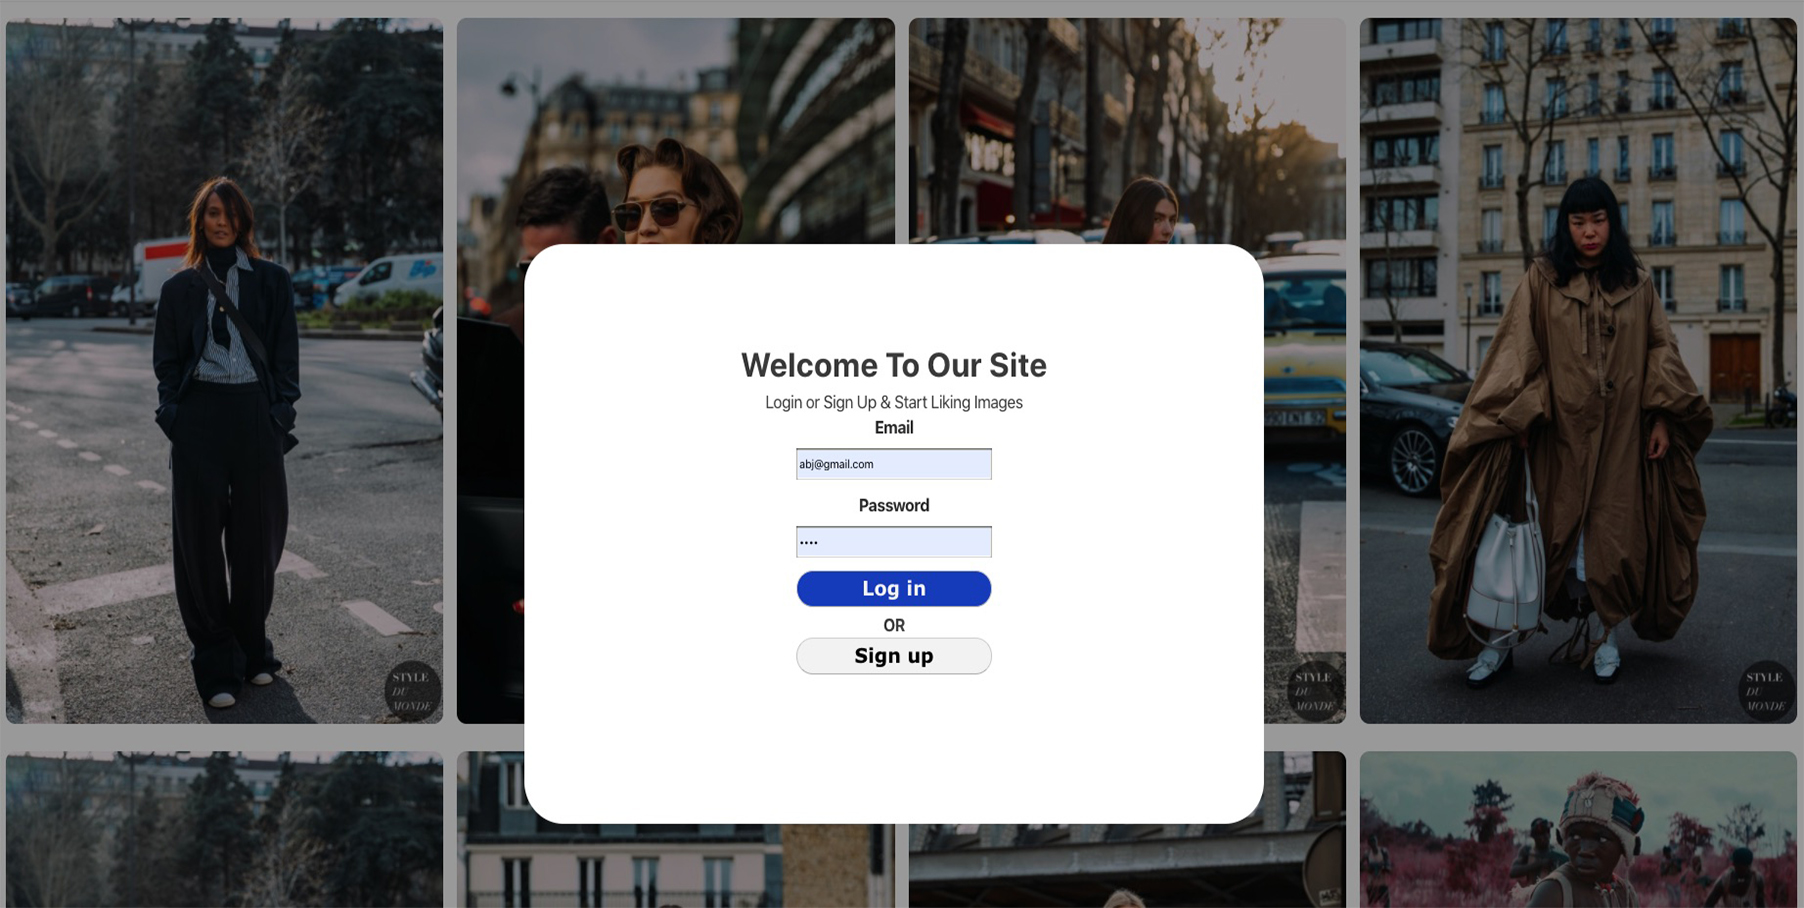 Welcome To Our Site
Login or Sign Up & Start Liking Images
Email
abj@gmail.com
Password
••••
Log in
OR
Sign up
STYLE
DU
MONDE
STYLE
DU
MONDE
STYLE
DU
MONDE